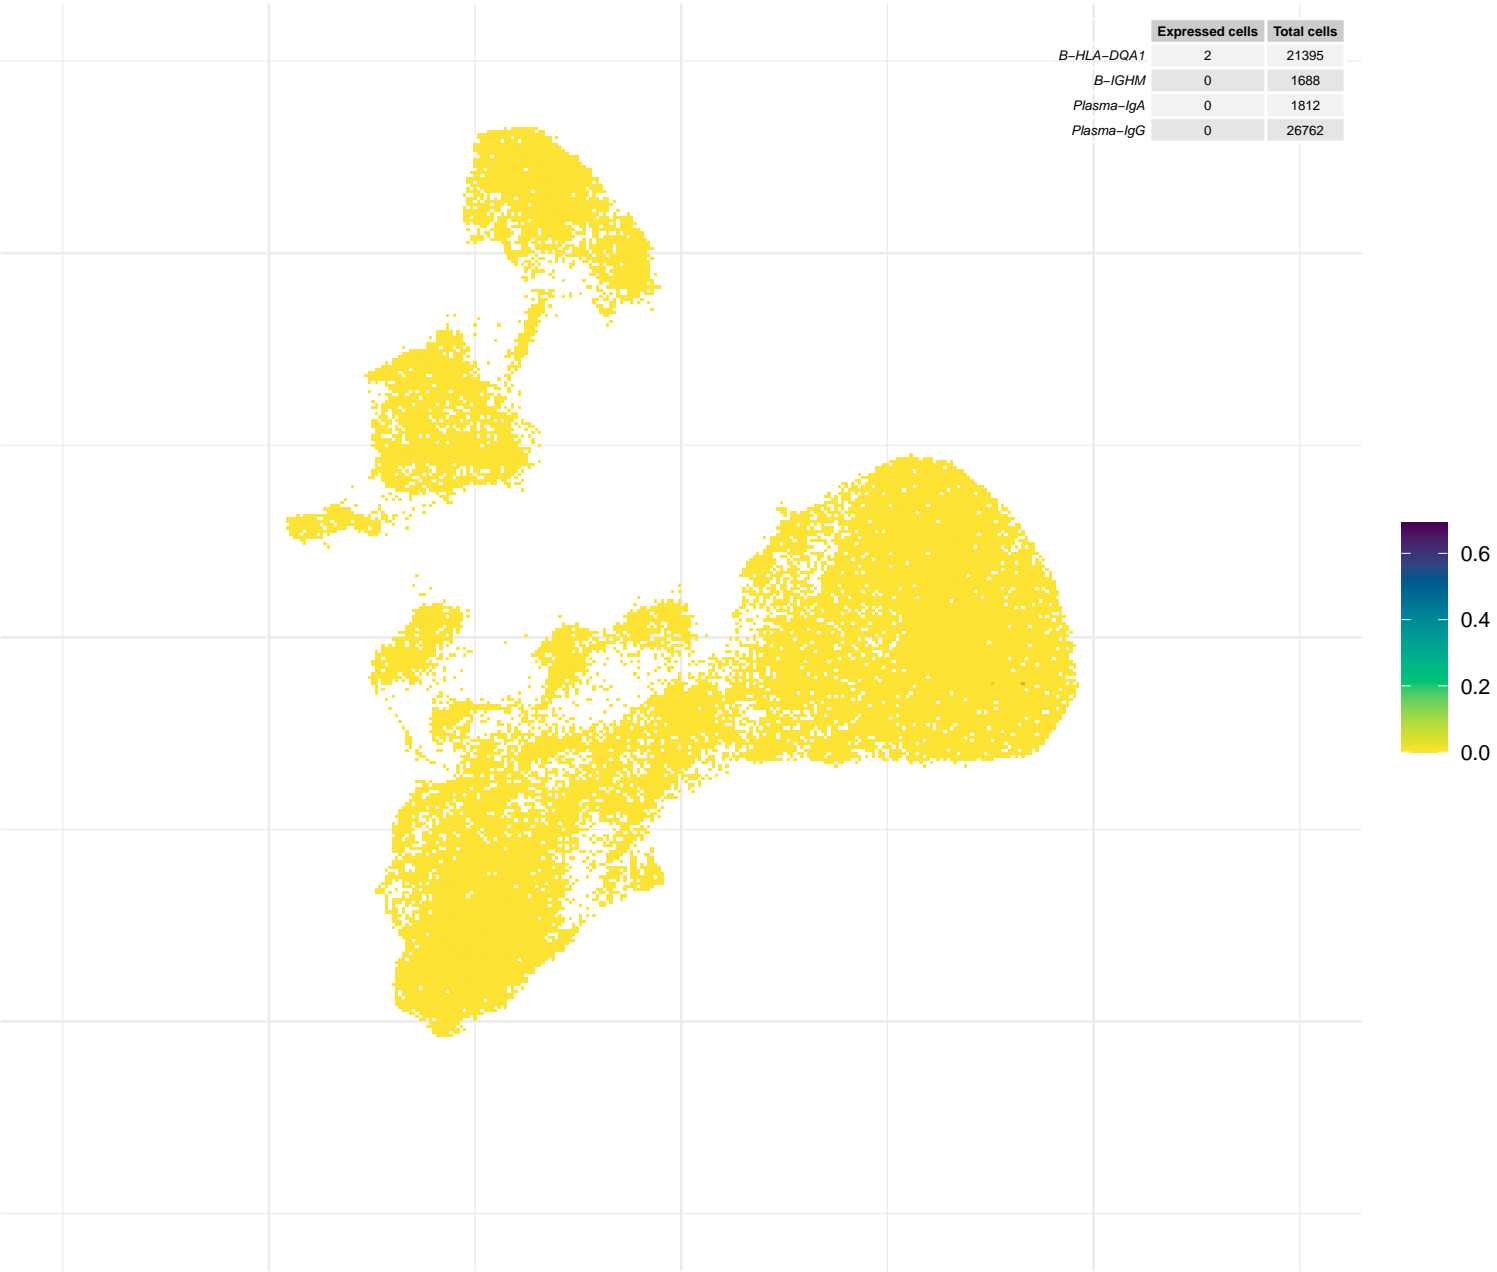 Expressed cells Total cells
B−HLA−DQA1 2 21395
B−IGHM 0 1688
Plasma−IgA 0 1812
Plasma−IgG 0 26762
0.6
0.4
0.2
0.0